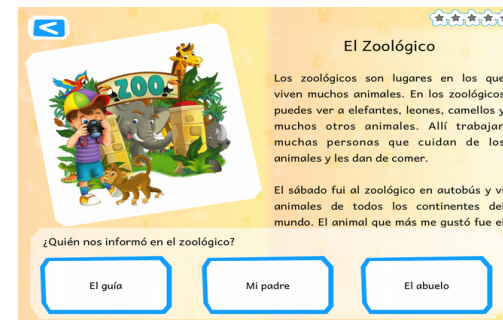 El Zoológico
Los zoológicos son lugares en los que
viven muchos animales. En los zoológicos
puedes ver a elefantes, leones, camellos y
muchos otros animales. Allí trabajan
muchas personas que cuidan de los
animales y les dan de comer.
El sábado fui al zoológico en autobús y vi
animales de todos los continentes del
mundo. El animal que más me gustó fue el
¿Quién nos informó en el zoológico?
El guía
Mi padre
El abuelo
ZOO